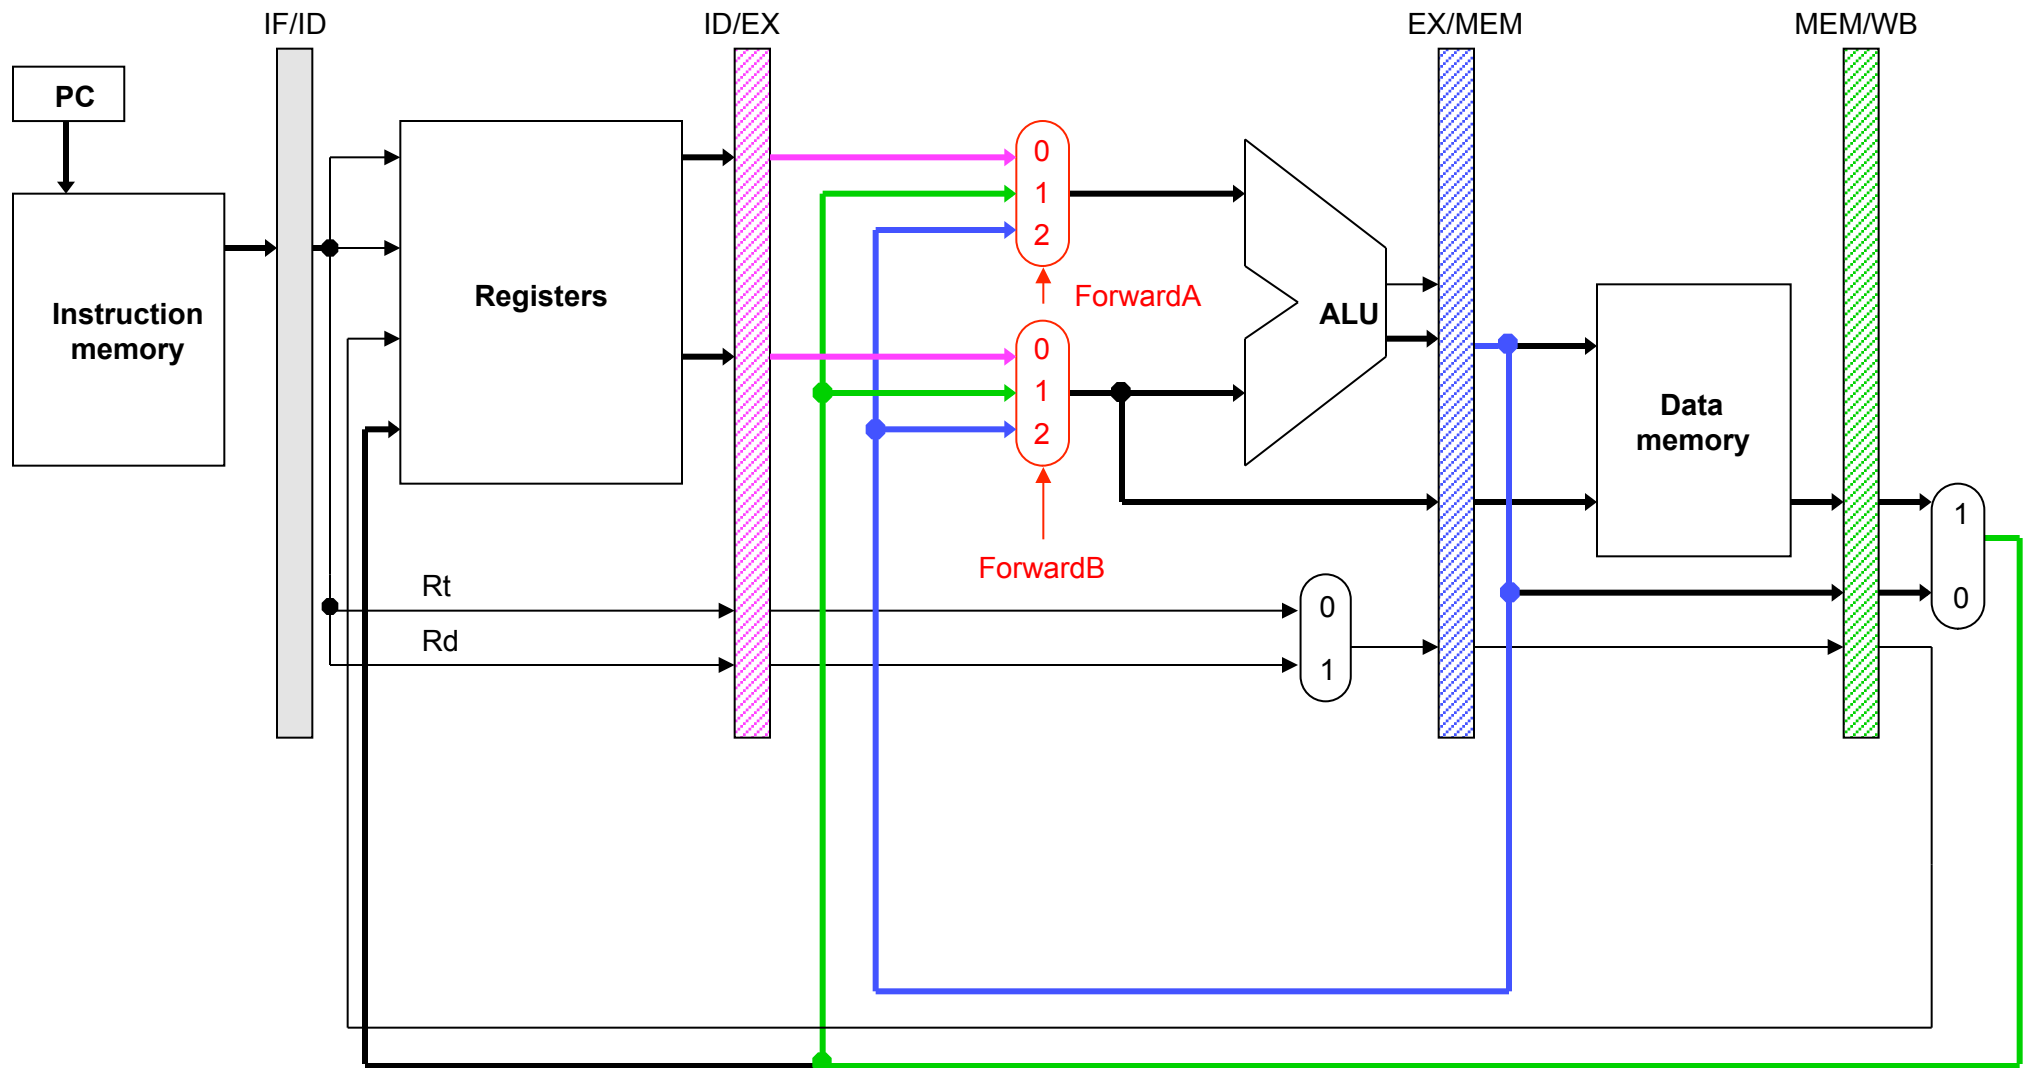 IF/ID
ID/EX
EX/MEM
MEM/WB
PC
Instruction
memory
Registers
0
1
2
ForwardA
0
1
2
ForwardB
ALU
Data
memory
1
0
Rt
Rd
0
1